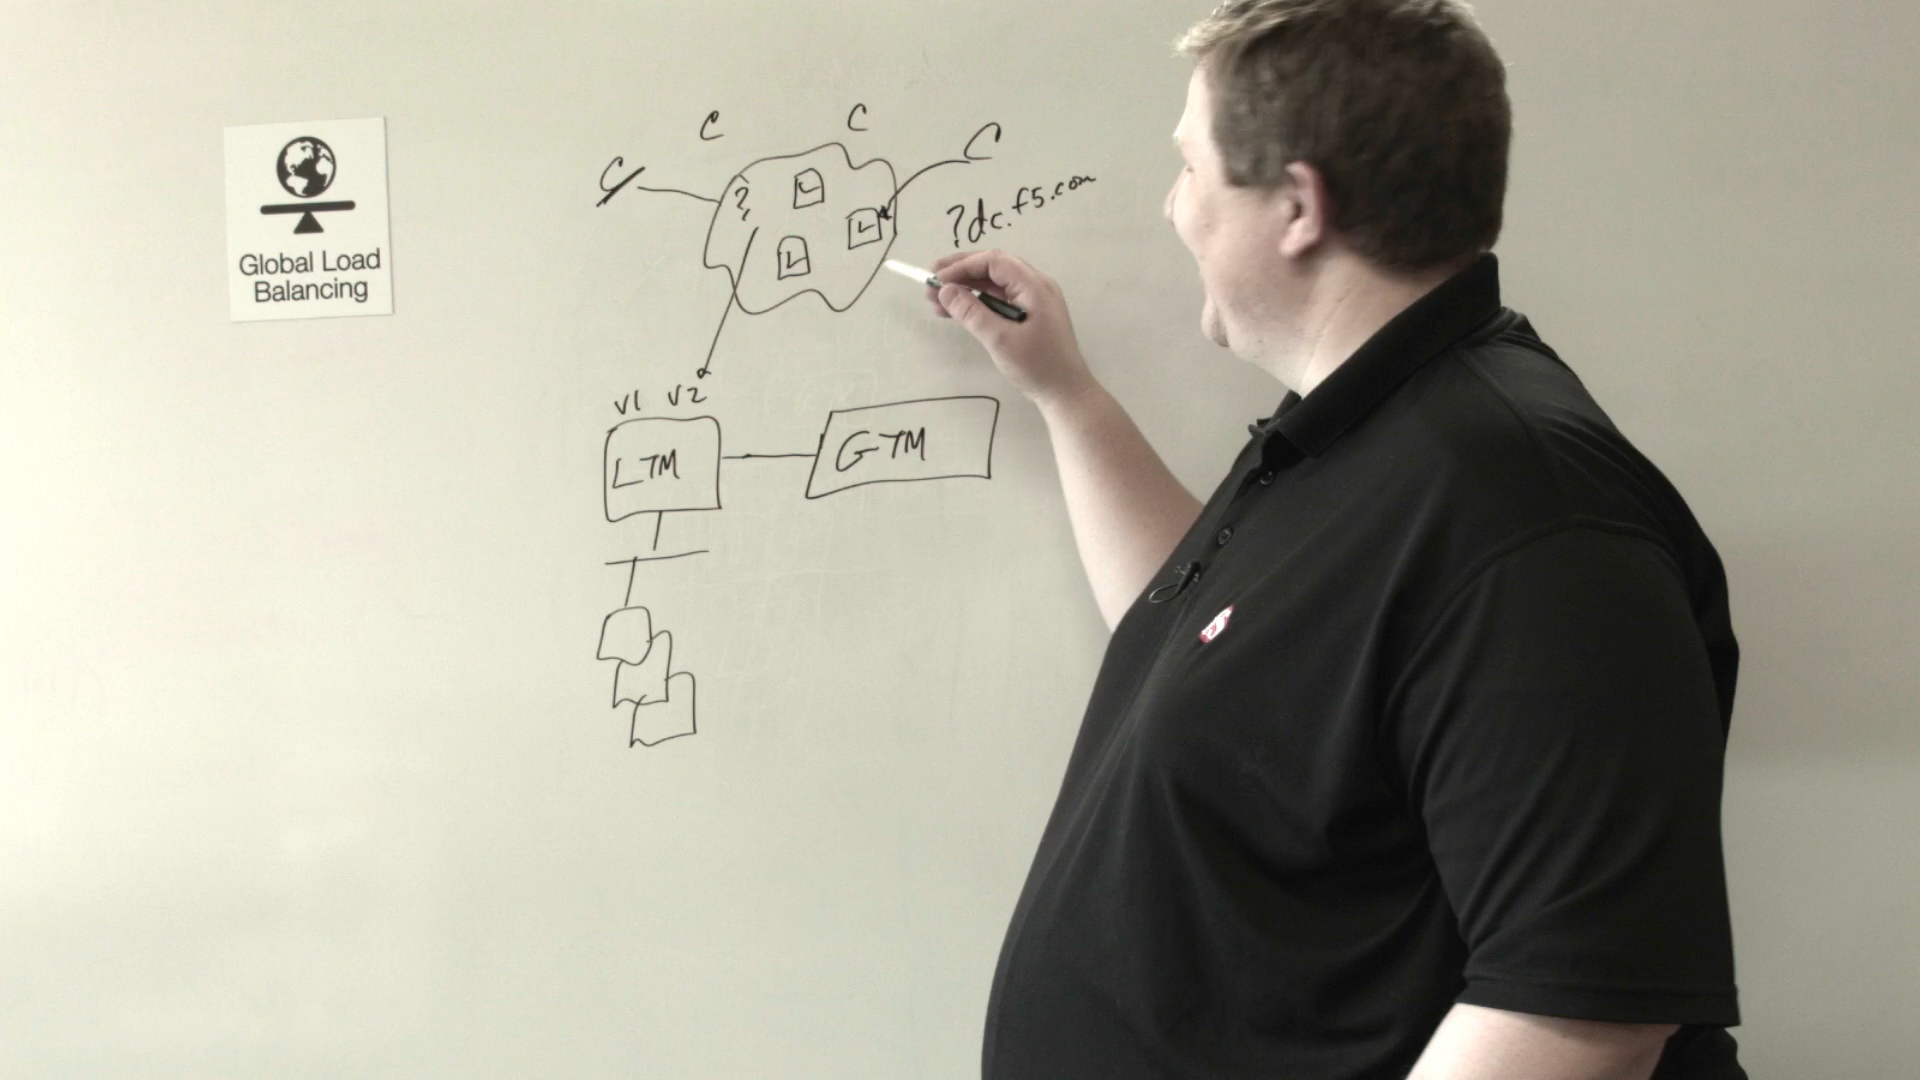 Global Load
Balancing
C
C
C
C
?
L
L
L
?dc.f5.com
V1 V2
LTM
GTM